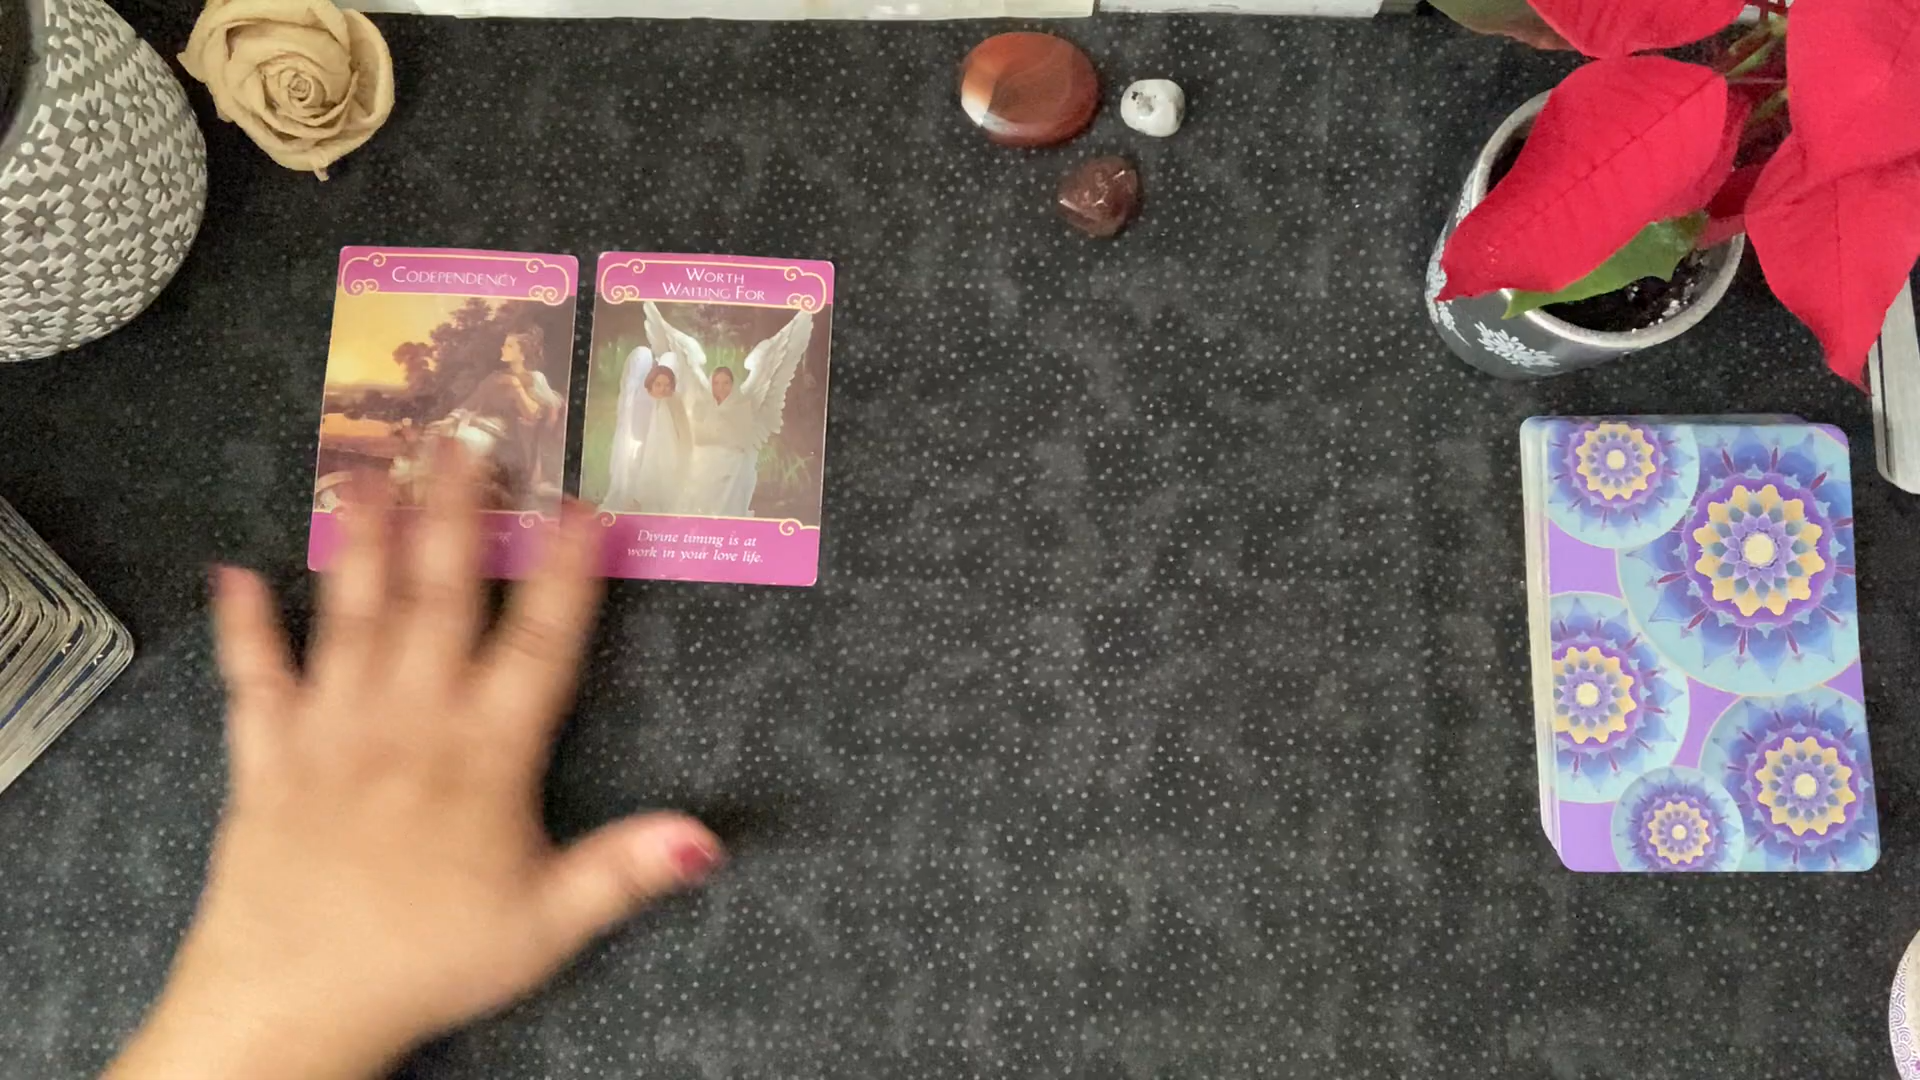 CODEPENDENCY
WORTH
WAITING FOR
Divine timing is at
work in your love life.